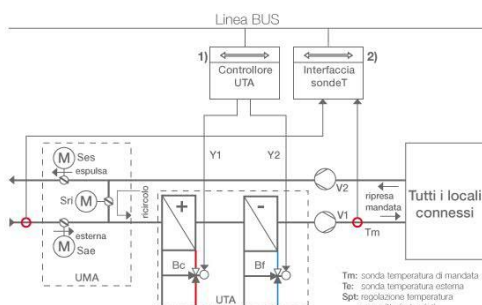 Linea BUS
1)
Controllore
UTA
Interfaccia
sondeT
2)
Y1
Y2
M
Ses
espulsa
Sri
M
ricircolo
esterna
M
Sae
UMA
+
-
Bc
Bf
UTA
V2
V1
ripresa
mandata
Tm
Tutti i locali
connessi
Tm: sonda temperatura di mandata
Te: sonda temperatura esterna
Spt: regolazione temperatura